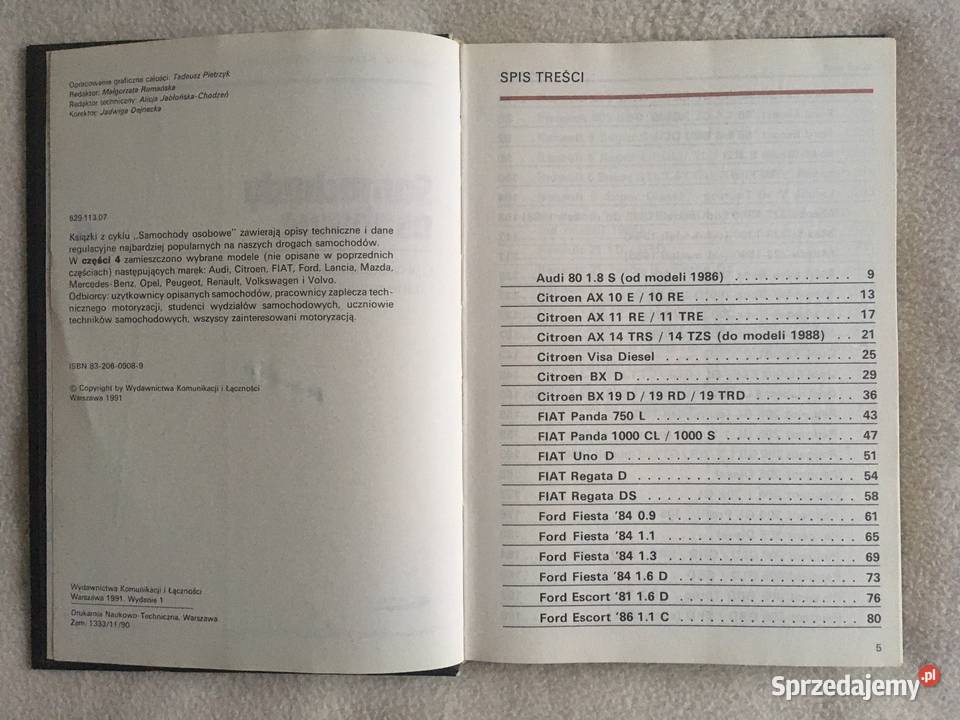 Opracowanie graficzne całości: Tadeusz Pietrzyk
Redaktor: Małgorzata Romańska
Redaktor techniczny: Alicja Jabłońska-Chodzeń
Korektor: Jadwiga Dejnecka
629.113.07
Książki z cyklu „Samochody osobowe” zawierają opisy techniczne i dane
regulacyjne najbardziej popularnych na naszych drogach samochodów.
W części 4 zamieszczono wybrane modele (nie opisane w poprzednich
częściach) następujących marek: Audi, Citroen, FIAT, Ford, Lancia, Mazda,
Mercedes-Benz, Opel, Peugeot, Renault, Volkswagen i Volvo.
Odbiorcy: użytkownicy opisanych samochodów, pracownicy zaplecza tech-
nicznego motoryzacji, studenci wydziałów samochodowych, uczniowie
techników samochodowych, wszyscy zainteresowani motoryzacją.
ISBN 83-206-0908-9
© Copyright by Wydawnictwa Komunikacji i Łączności
Warszawa 1991
Wydawnictwa Komunikacji i Łączności
Warszawa 1991. Wydanie 1
Drukarnia Naukowo-Techniczna, Warszawa
Zam. 1333/11/90
SPIS TREŚCI
Audi 80 1.8 S (od modeli 1986) . . . . . . . . . . . 9
Citroen AX 10 E / 10 RE . . . . . . . . . . . . . . . 13
Citroen AX 11 RE / 11 TRE . . . . . . . . . . . . . 17
Citroen AX 14 TRS / 14 TZS (do modeli 1988) . . 21
Citroen Visa Diesel . . . . . . . . . . . . . . . . . . 25
Citroen BX D . . . . . . . . . . . . . . . . . . . . 29
Citroen BX 19 D / 19 RD / 19 TRD . . . . . . . . . 36
FIAT Panda 750 L . . . . . . . . . . . . . . . . . . 43
FIAT Panda 1000 CL / 1000 S . . . . . . . . . . . . 47
FIAT Uno D . . . . . . . . . . . . . . . . . . . . . 51
FIAT Regata D . . . . . . . . . . . . . . . . . . . . 54
FIAT Regata DS . . . . . . . . . . . . . . . . . . . 58
Ford Fiesta '84 0.9 . . . . . . . . . . . . . . . . . 61
Ford Fiesta '84 1.1 . . . . . . . . . . . . . . . . . 65
Ford Fiesta '84 1.3 . . . . . . . . . . . . . . . . . 69
Ford Fiesta '84 1.6 D . . . . . . . . . . . . . . . . 73
Ford Escort '81 1.6 D . . . . . . . . . . . . . . . . 76
Ford Escort '86 1.1 C . . . . . . . . . . . . . . . . 80
5
Sprzedajemy.pl